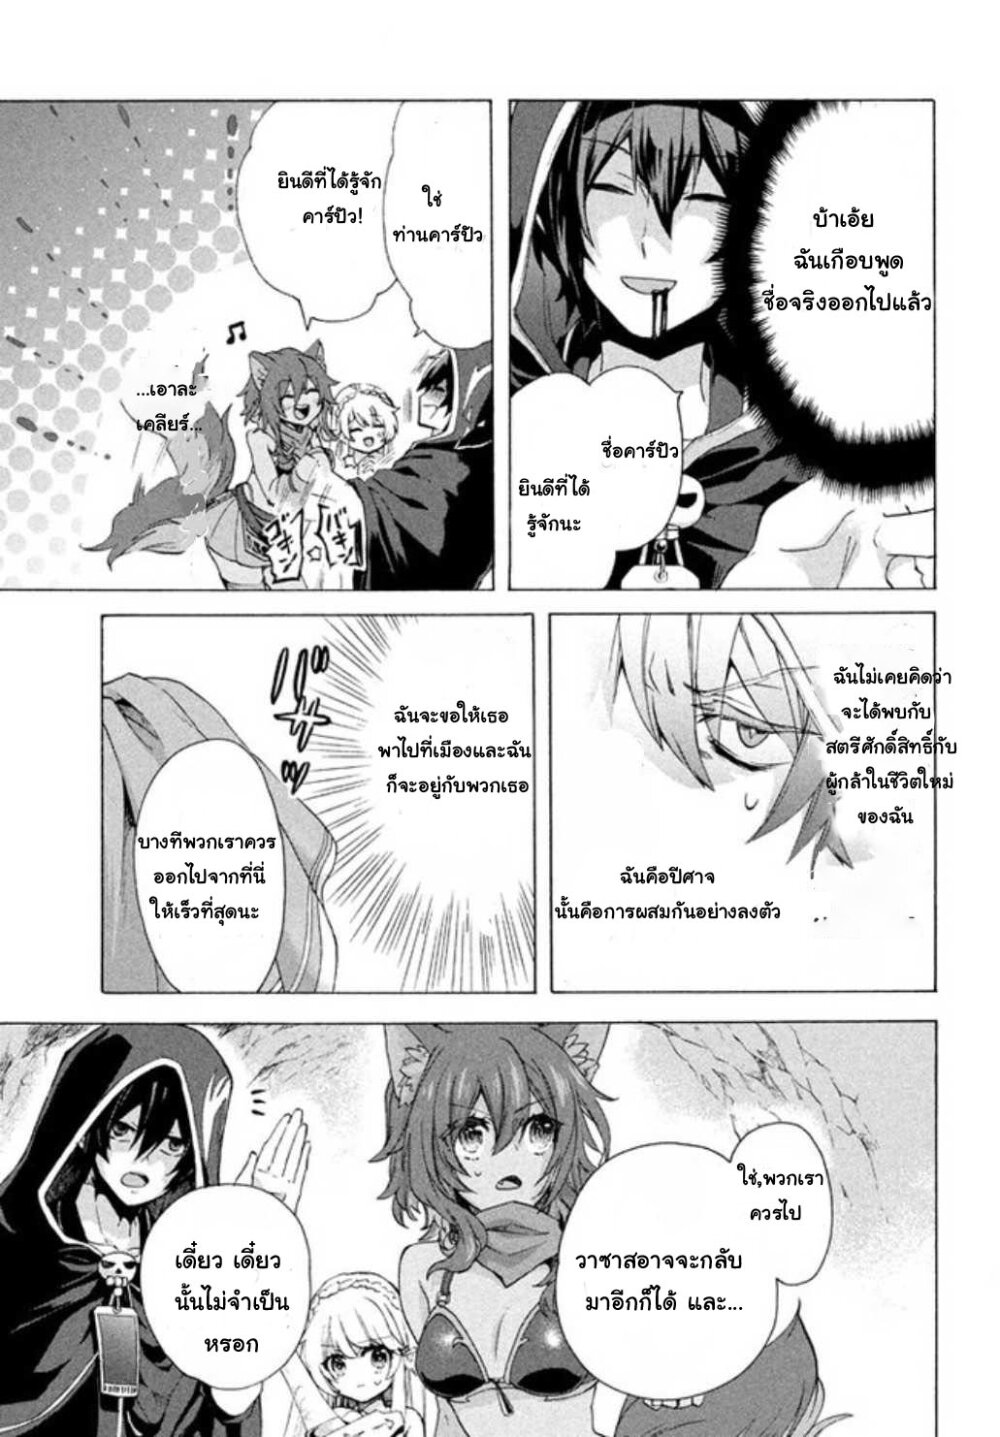 บ้าเอ้ย
ฉันเกือบพูด
ชื่อจริงออกไปแล้ว
ชื่อคาร์ปัว
ยินดีที่ได้
รู้จักนะ
ใช่
ท่านคาร์ปัว
ยินดีที่ได้รู้จัก
คาร์ปัว!
...เอาละ
เคลียร์...
バキン
ゴキン
ฉันไม่เคยคิดว่า
จะได้พบกับ
สตรีศักดิ์สิทธิ์กับ
ผู้กล้าในชีวิตใหม่
ของฉัน
ฉันคือปีศาจ
นั้นคือการผสมกันอย่างลงตัว
ฉันจะขอให้เธอ
พาไปที่เมืองและฉัน
ก็จะอยู่กับพวกเธอ
บางทีพวกเราควร
ออกไปจากที่นี่
ให้เร็วที่สุดนะ
ใช่,พวกเรา
ควรไป
วาซาสอาจจะกลับ
มาอีกก็ได้ และ...
เดี๋ยว เดี๋ยว
นั้นไม่จำเป็น
หรอก